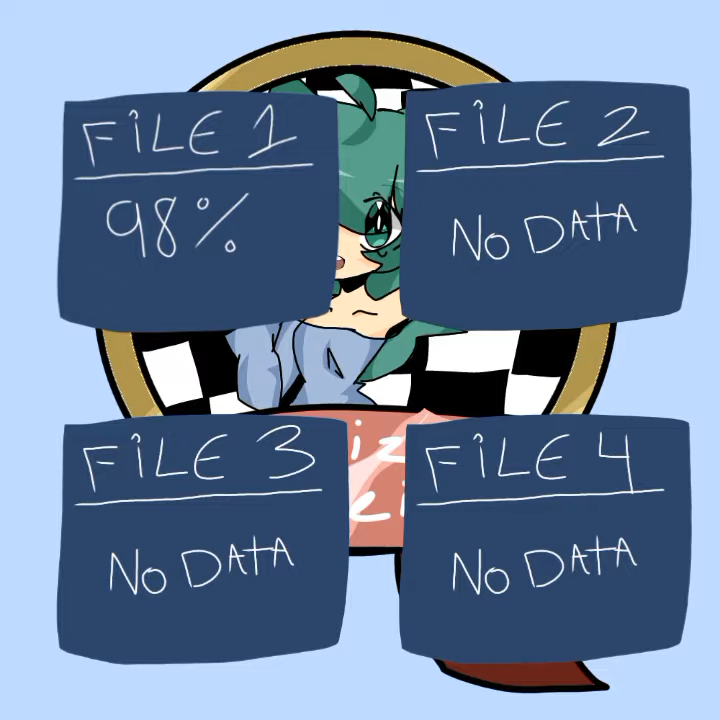 FiLE 1
98%
FiLE 2
No DATA
FiLE 3
No DATA
FiLE 4
No DATA